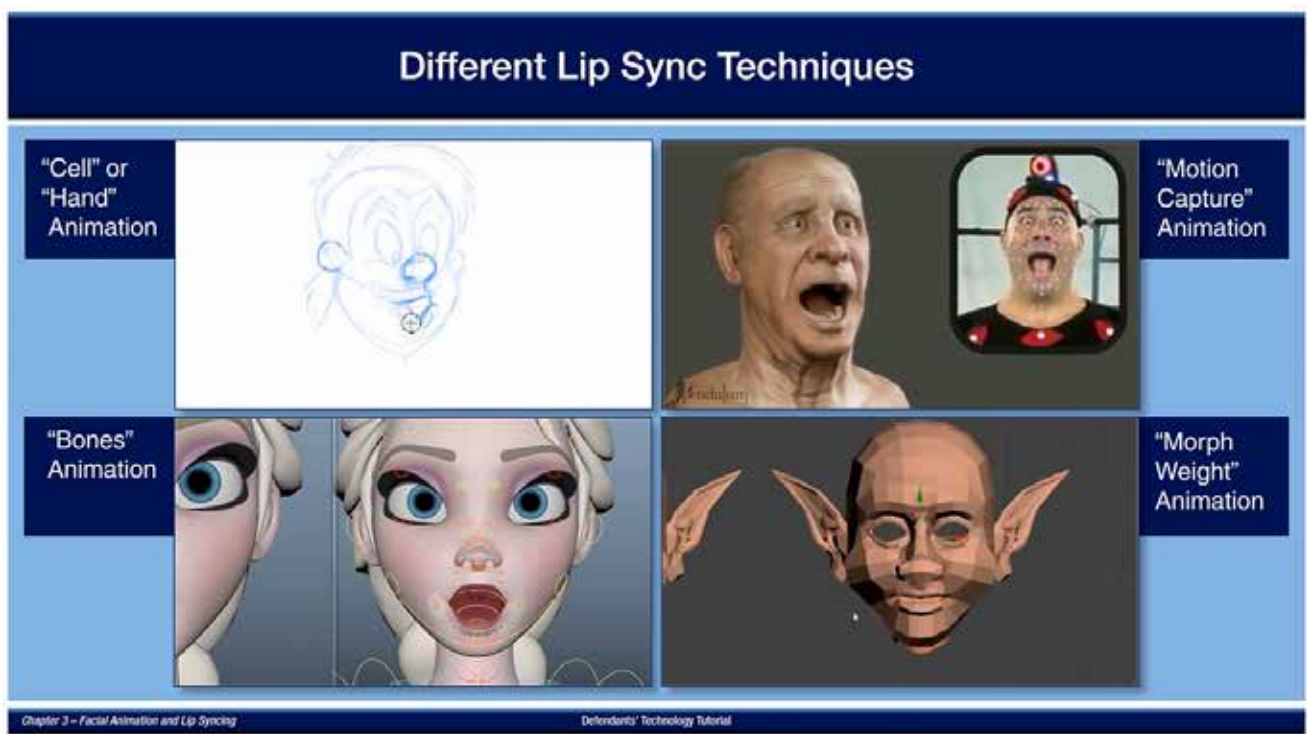 Different Lip Sync Techniques
“Cell” or
“Hand”
Animation
“Motion
Capture”
Animation
“Bones”
Animation
“Morph
Weight”
Animation
Chapter 3 – Facial Animation and Lip Syncing
Defendants' Technology Tutorial